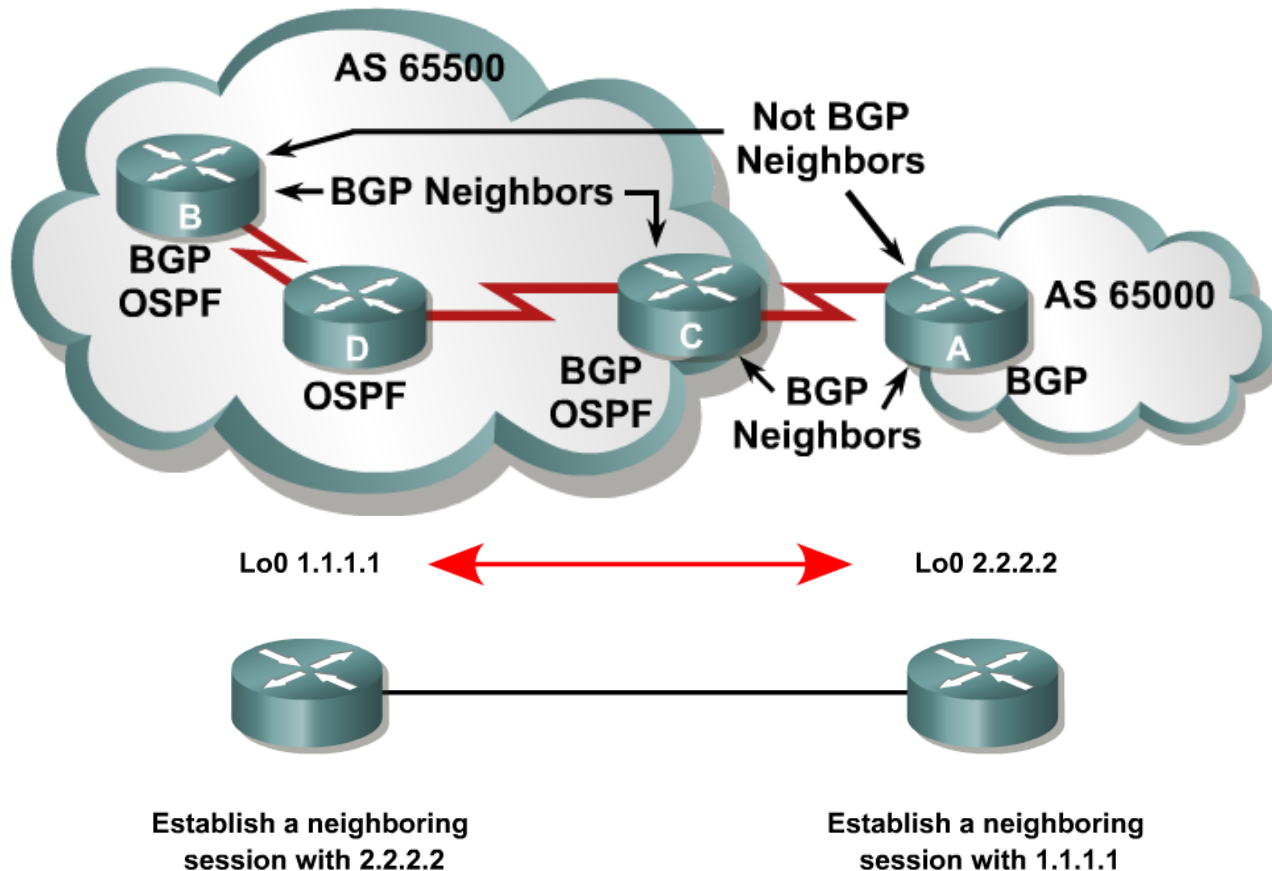 AS 65500
Not BGP
Neighbors
BGP Neighbors
B
BGP
OSPF
D
OSPF
C
BGP
OSPF
A
AS 65000
BGP
BGP
Neighbors
Lo0 1.1.1.1
Lo0 2.2.2.2
Establish a neighboring
session with 2.2.2.2
Establish a neighboring
session with 1.1.1.1